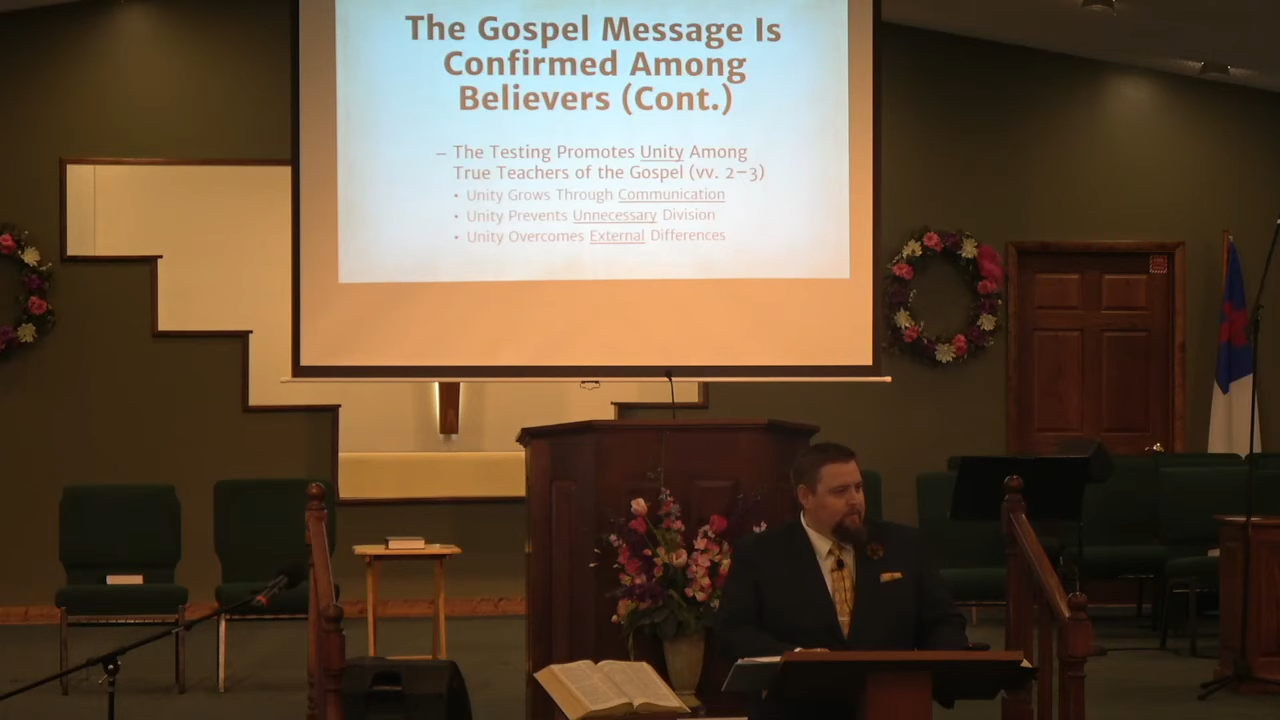 The Gospel Message Is
Confirmed Among
Believers (Cont.)
– The Testing Promotes Unity Among
True Teachers of the Gospel (vv. 2–3)
• Unity Grows Through Communication
• Unity Prevents Unnecessary Division
• Unity Overcomes External Differences